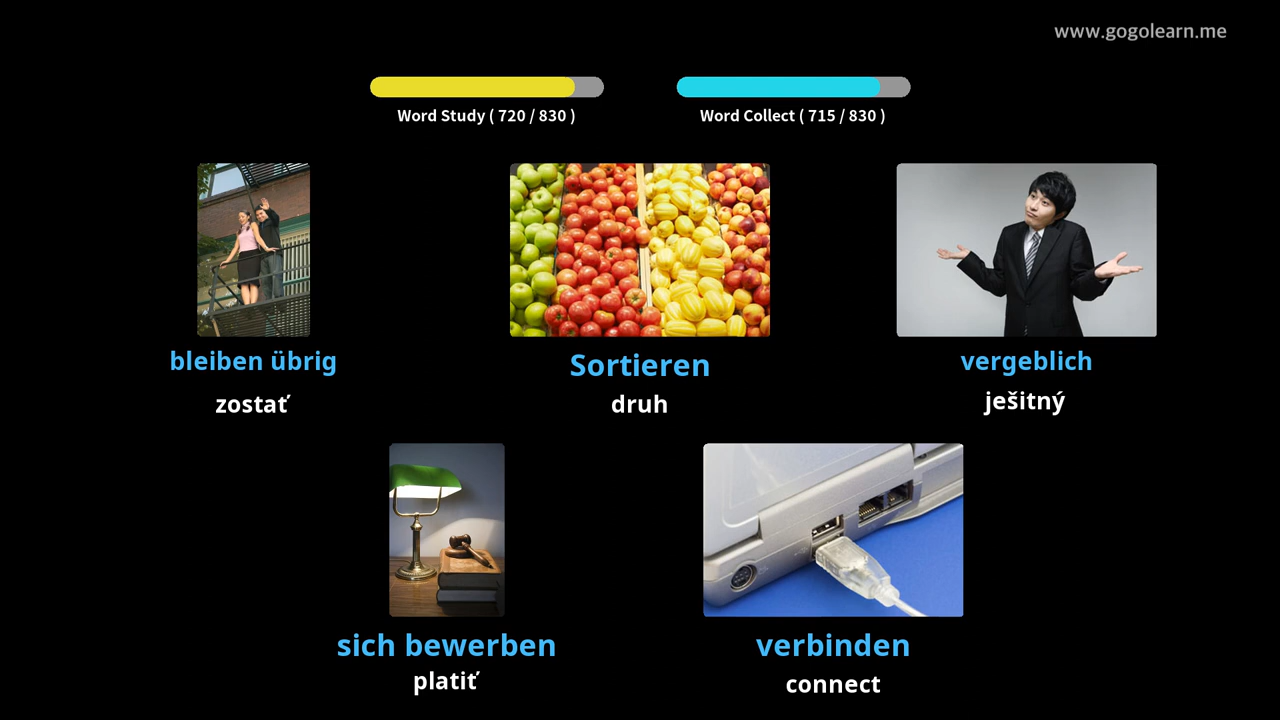 www.gogolearn.me
Word Study ( 720 / 830 )
Word Collect ( 715 / 830 )
bleiben übrig
zostať
Sortieren
druh
vergeblich
ješitný
sich bewerben
platiť
verbinden
connect